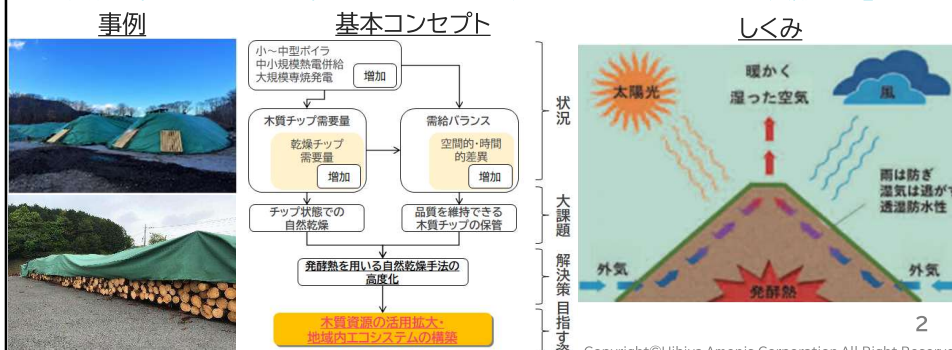 事例
基本コンセプト
小～中型ボイラ
中小規模熱電併給
大規模専焼発電
増加
木質チップ需要量
乾燥チップ
需要量
増加
需給バランス
空間的・時間
的差異
増加
チップ状態での
自然乾燥
品質を維持できる
木質チップの保管
発酵熱を用いる自然乾燥手法の
高度化
木質資源の活用拡大・
地域内エコシステムの構築
状況
大課題
解決策
目指す姿
しくみ
太陽光
暖かく
湿った空気
風
雨は防ぎ
湿気は逃がす
透湿防水性
外気
外気
発酵熱
2
Copyright©Hibiya Amenis Corporation All Right Reserv